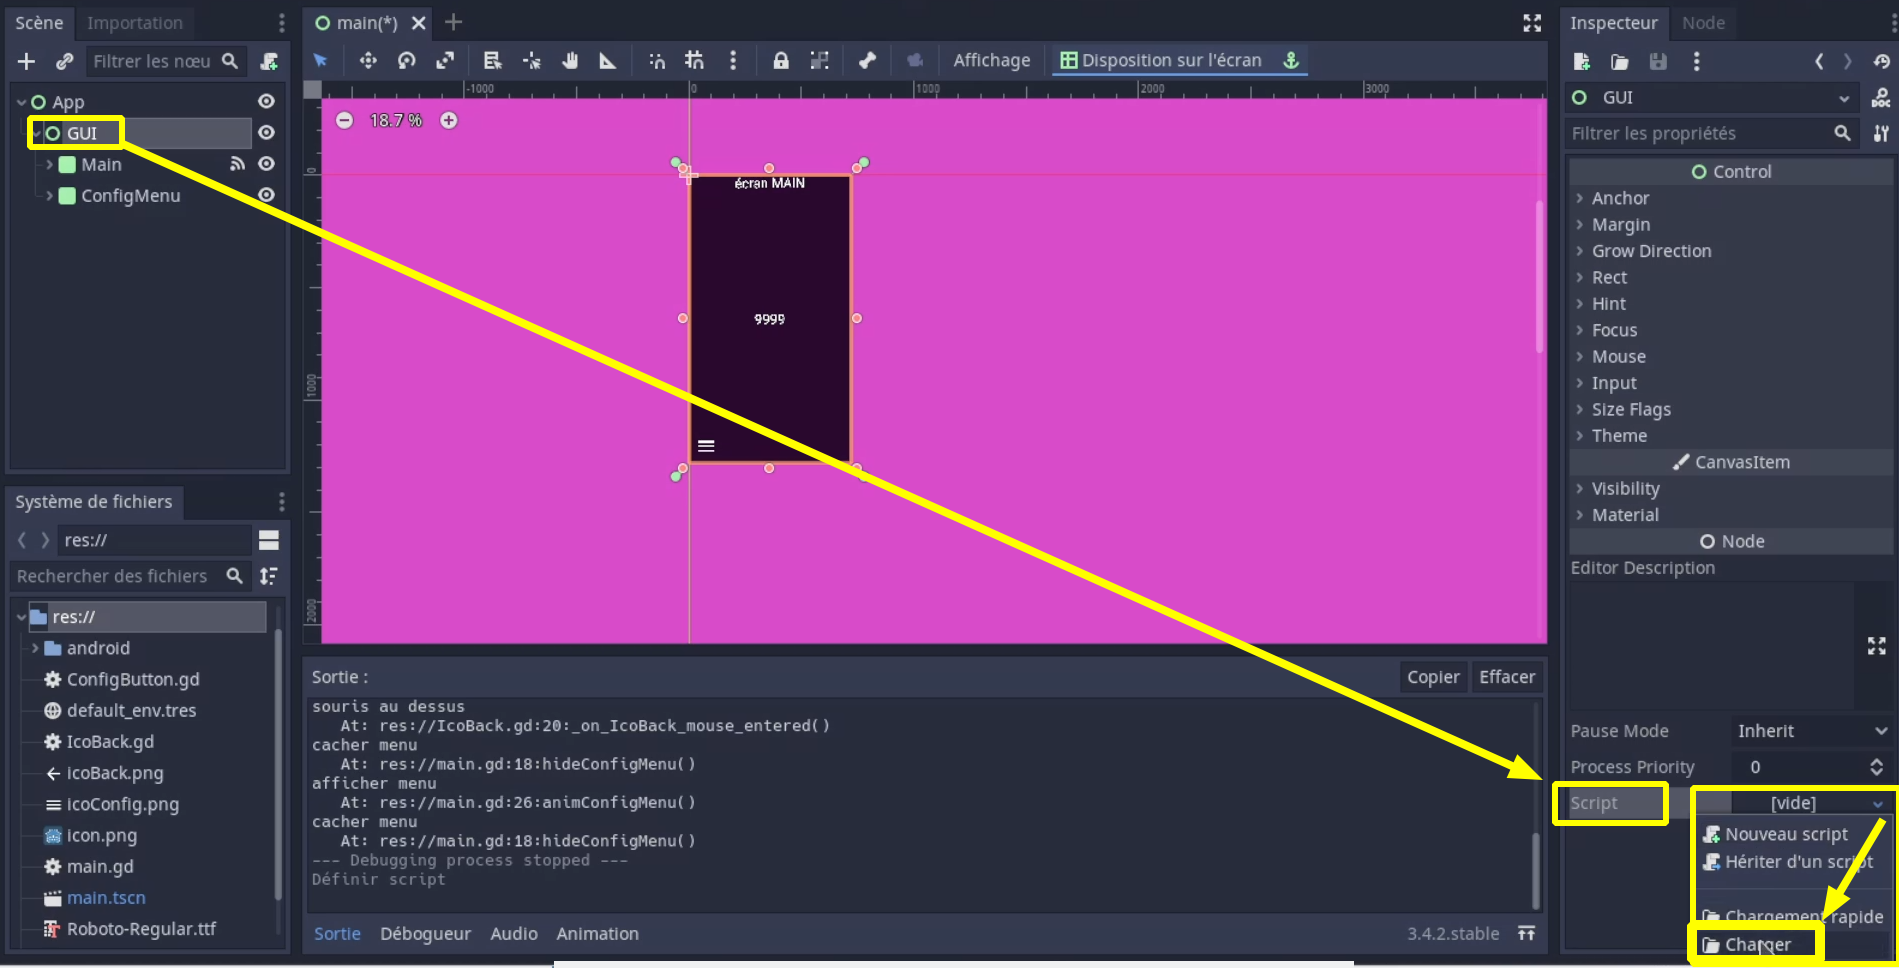 Scène Importation
Filtrer les nœu
App
GUI
Main
ConfigMenu
Système de fichiers
res://
Rechercher des fichiers
res://
android
ConfigButton.gd
default_env.tres
IcoBack.gd
icoBack.png
icoConfig.png
icon.png
main.gd
main.tscn
Roboto-Regular.ttf
main(*)
Affichage Disposition sur l'écran
-1000 0 1000 2000 3000
18.7 %
0
1000
2000
écran MAIN
9999
Sortie :
Copier Effacer
souris au dessus
At: res://IcoBack.gd:20:_on_IcoBack_mouse_entered()
cacher menu
At: res://main.gd:18:hideConfigMenu()
afficher menu
At: res://main.gd:26:animConfigMenu()
cacher menu
At: res://main.gd:18:hideConfigMenu()
--- Debugging process stopped ---
Définir script
Sortie Débogueur Audio Animation
3.4.2.stable
Inspecteur Node
GUI
Filtrer les propriétés
Control
Anchor
Margin
Grow Direction
Rect
Hint
Focus
Mouse
Input
Size Flags
Theme
CanvasItem
Visibility
Material
Node
Editor Description
Pause Mode Inherit
Process Priority 0
Script [vide]
Nouveau script
Hériter d'un script
Chargement rapide
Charger